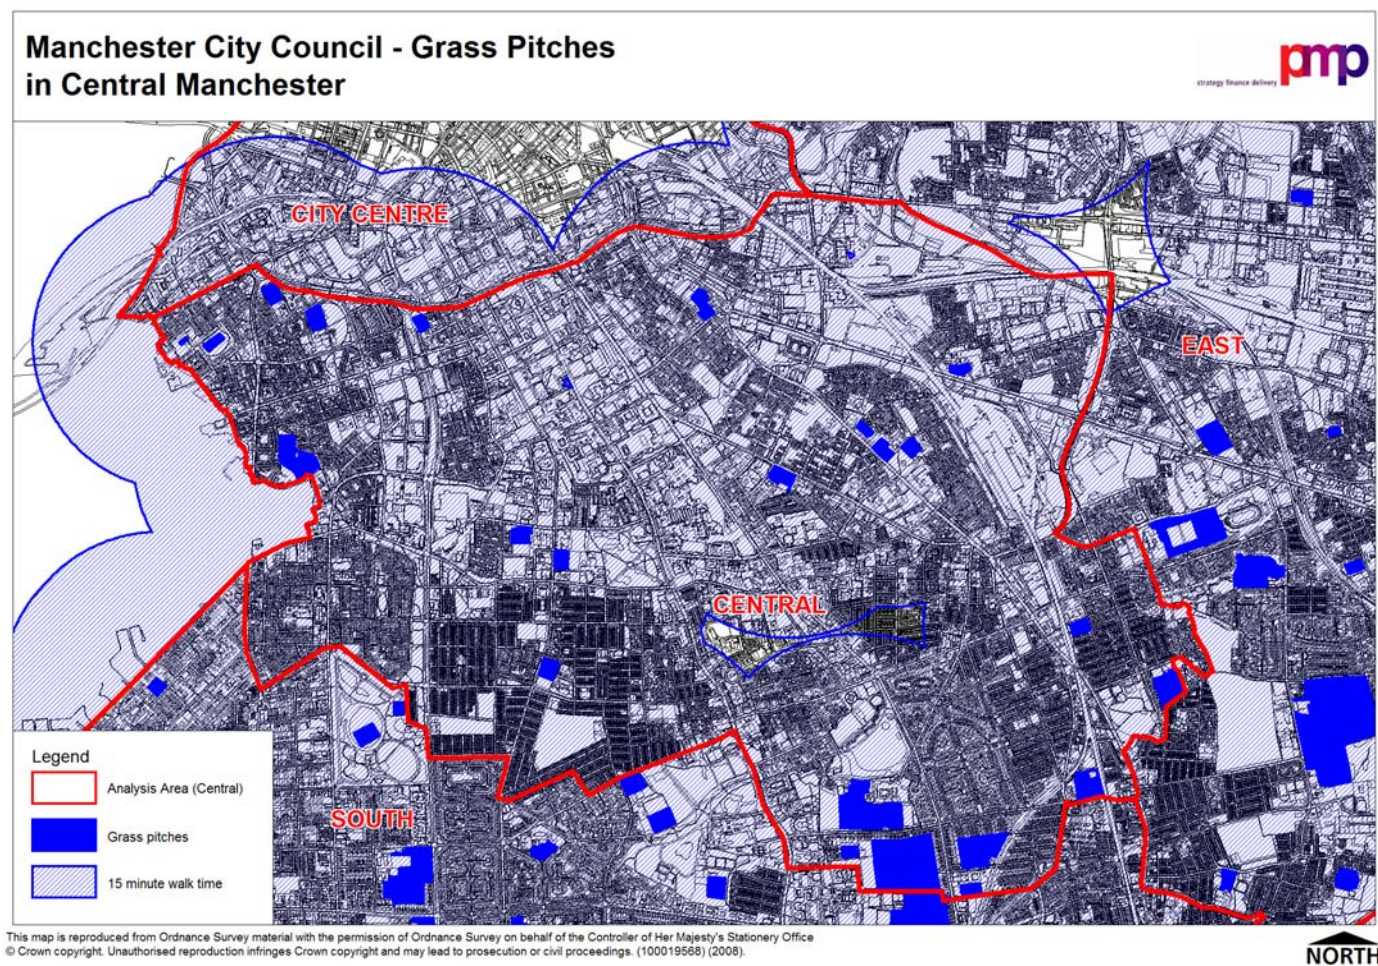 Manchester City Council - Grass Pitches
in Central Manchester
strategy finance delivery
pmp
CITY CENTRE
EAST
CENTRAL
SOUTH
Legend
Analysis Area (Central)
Grass pitches
15 minute walk time
This map is reproduced from Ordnance Survey material with the permission of Ordnance Survey on behalf of the Controller of Her Majesty's Stationery Office
© Crown copyright. Unauthorised reproduction infringes Crown copyright and may lead to prosecution or civil proceedings. (100019568) (2008).
NORTH